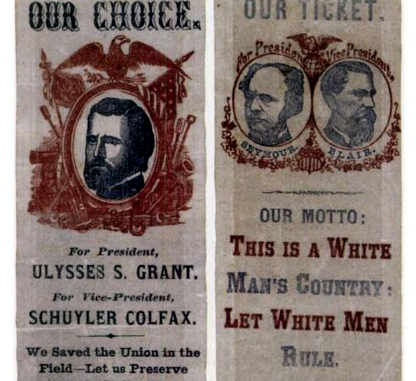 OUR CHOICE.
For President,
ULYSSES S. GRANT.
For Vice-President,
SCHUYLER COLFAX.
We Saved the Union in the
Field—Let us Preserve
OUR TICKET.
For President
Vice President
SEYMOUR.
BLAIR.
OUR MOTTO:
THIS IS A WHITE
MAN'S COUNTRY:
LET WHITE MEN
RULE.